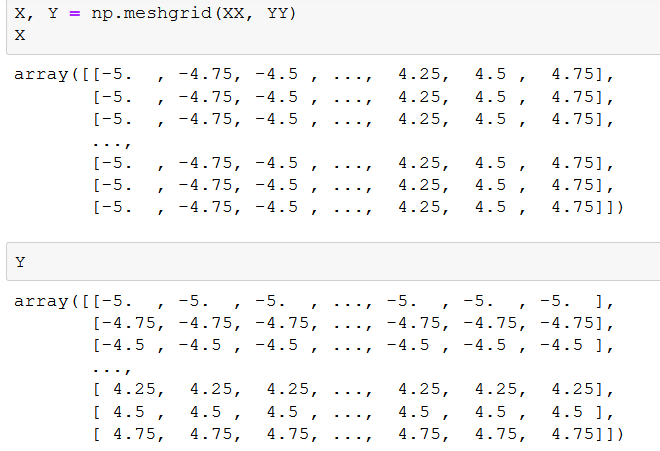 X, Y = np.meshgrid(XX, YY)
X
array([[-5.  , -4.75, -4.5 , ...,  4.25,  4.5 ,  4.75],
       [-5.  , -4.75, -4.5 , ...,  4.25,  4.5 ,  4.75],
       [-5.  , -4.75, -4.5 , ...,  4.25,  4.5 ,  4.75],
       ...,
       [-5.  , -4.75, -4.5 , ...,  4.25,  4.5 ,  4.75],
       [-5.  , -4.75, -4.5 , ...,  4.25,  4.5 ,  4.75],
       [-5.  , -4.75, -4.5 , ...,  4.25,  4.5 ,  4.75]])
Y
array([[-5.  , -5.  , -5.  , ..., -5.  , -5.  , -5.  ],
       [-4.75, -4.75, -4.75, ..., -4.75, -4.75, -4.75],
       [-4.5 , -4.5 , -4.5 , ..., -4.5 , -4.5 , -4.5 ],
       ...,
       [ 4.25,  4.25,  4.25, ...,  4.25,  4.25,  4.25],
       [ 4.5 ,  4.5 ,  4.5 , ...,  4.5 ,  4.5 ,  4.5 ],
       [ 4.75,  4.75,  4.75, ...,  4.75,  4.75,  4.75]])